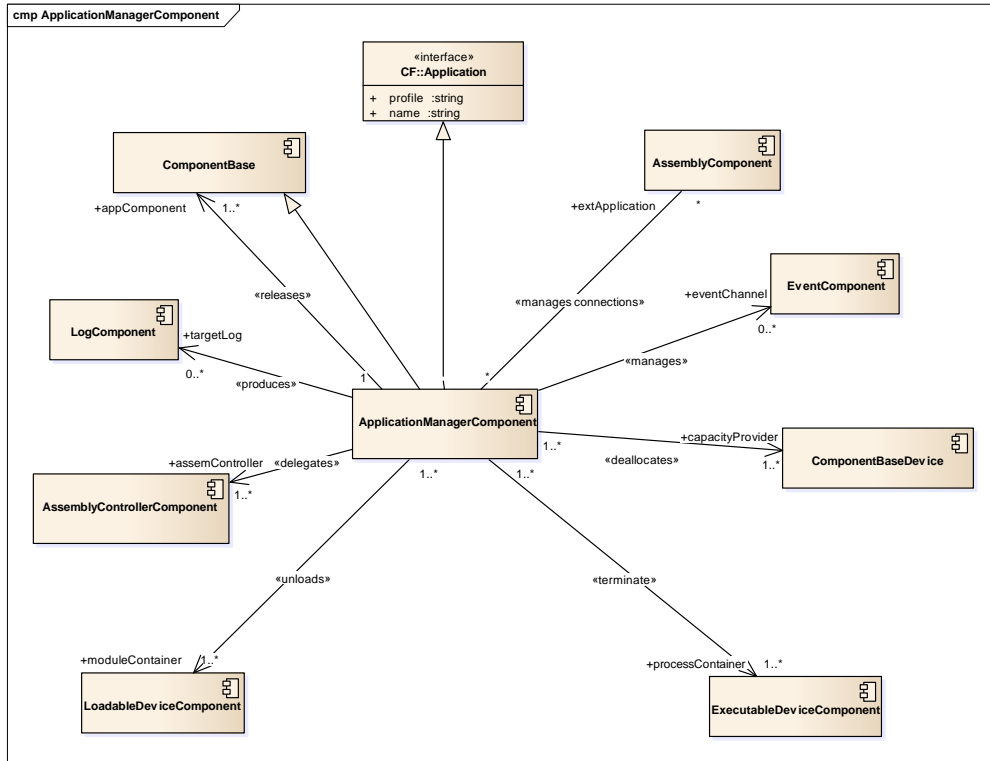 cmp ApplicationManagerComponent
«interface»
CF::Application
+ profile :string
+ name :string
ComponentBase
AssemblyComponent
+appComponent
1..*
+extApplication
*
«releases»
«manages connections»
+eventChannel
EventComponent
0..*
LogComponent
+targetLog
0..*
«produces»
«manages»
1
*
ApplicationManagerComponent
+capacityProvider
1..*
«deallocates»
1..*
ComponentBaseDevice
+assemController
«delegates»
1..*
AssemblyControllerComponent
1..*
1..*
«unloads»
«terminate»
+moduleContainer
1..*
+processContainer
1..*
LoadableDeviceComponent
ExecutableDeviceComponent